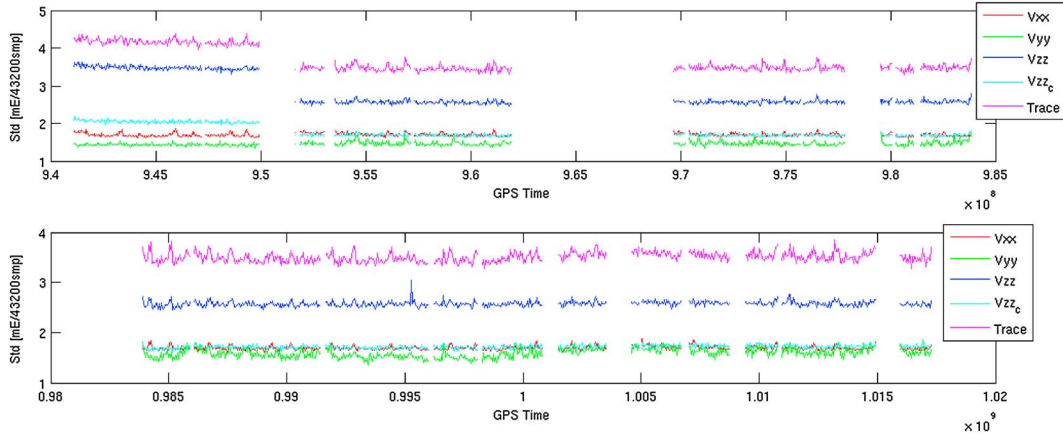 5
4
3
2
1
Std [mE/43200smp]
9.4 9.45 9.5 9.55 9.6 9.65 9.7 9.75 9.8 9.85
GPS Time
x 10^8
Vxx
Vyy
Vzz
Vzz_c
Trace
4
3
2
1
Std [mE/43200smp]
0.98 0.985 0.99 0.995 1 1.005 1.01 1.015 1.02
GPS Time
x 10^9
Vxx
Vyy
Vzz
Vzz_c
Trace